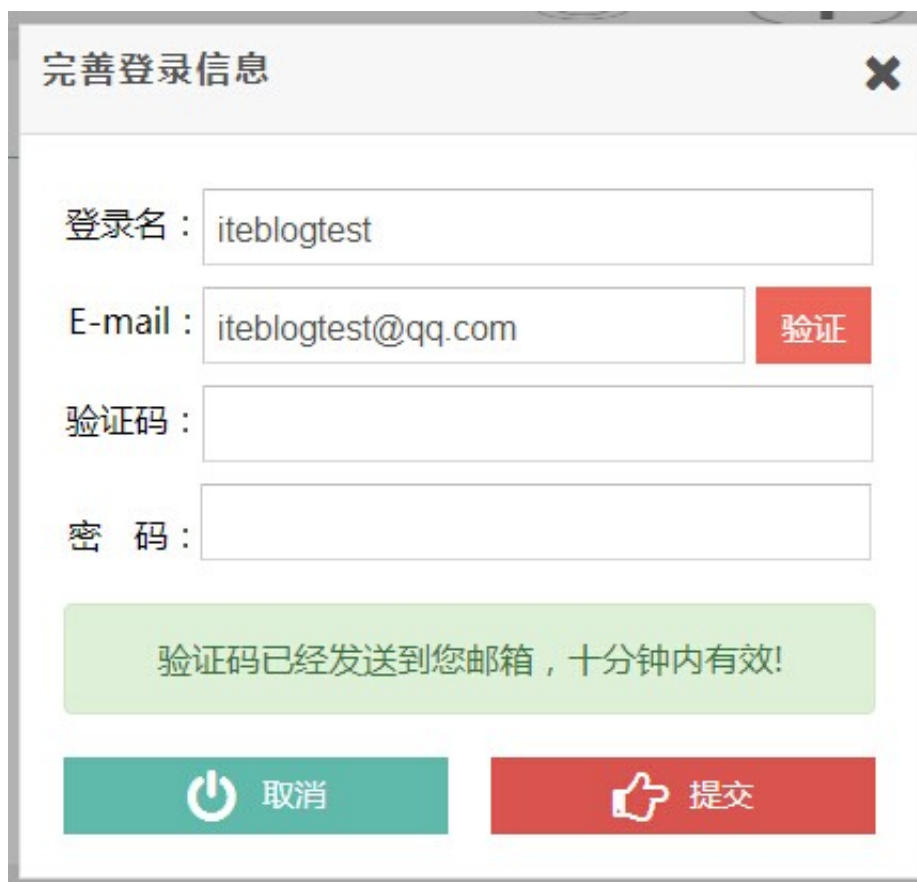 完善登录信息
登录名：iteblogtest
E-mail：iteblogtest@qq.com 验证
验证码：
密 码：
验证码已经发送到您邮箱，十分钟内有效!
取消 提交